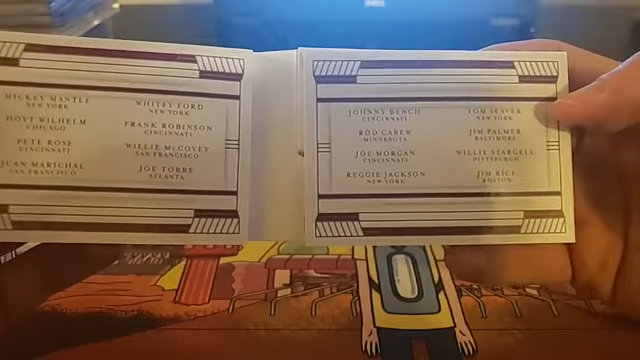 MICKEY MANTLE
NEW YORK
HOYT WILHELM
CHICAGO
PETE ROSE
CINCINNATI
JUAN MARICHAL
SAN FRANCISCO
WHITEY FORD
NEW YORK
FRANK ROBINSON
CINCINNATI
WILLIE McCOVEY
SAN FRANCISCO
JOE TORRE
ATLANTA
JOHNNY BENCH
CINCINNATI
ROD CAREW
MINNESOTA
JOE MORGAN
CINCINNATI
REGGIE JACKSON
NEW YORK
TOM SEAVER
NEW YORK
JIM PALMER
BALTIMORE
WILLIE STARGELL
PITTSBURGH
JIM RICE
BOSTON